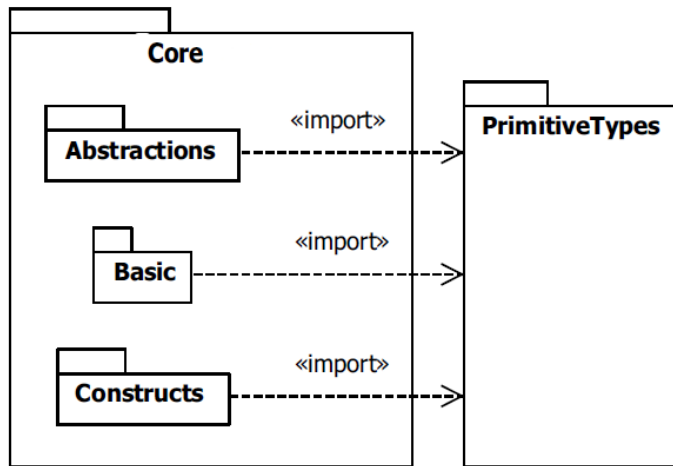 Core
«import»
Abstractions
PrimitiveTypes
«import»
Basic
«import»
Constructs